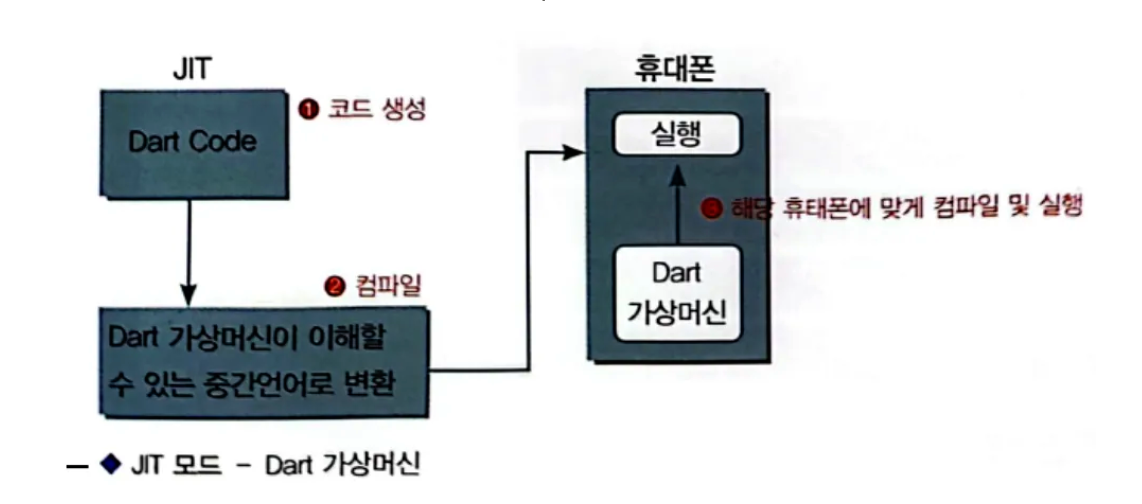 JIT
Dart Code
❶ 코드 생성
❷ 컴파일
Dart 가상머신이 이해할
수 있는 중간언어로 변환
휴대폰
실행
❸ 해당 휴대폰에 맞게 컴파일 및 실행
Dart
가상머신
– ◆ JIT 모드 – Dart 가상머신